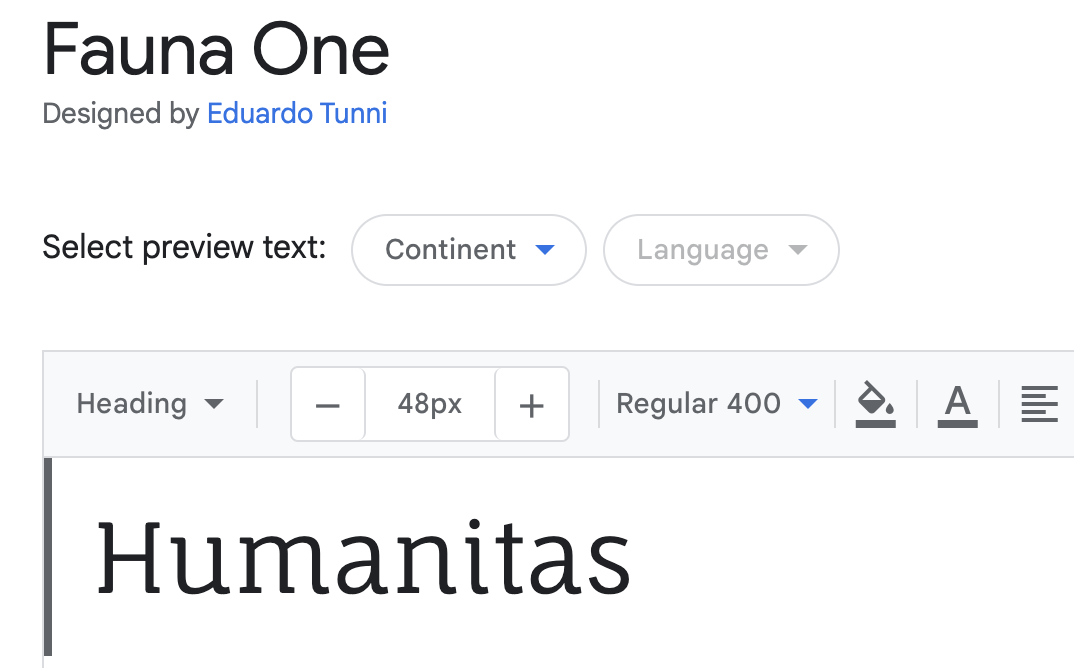 Fauna One
Designed by Eduardo Tunni
Select preview text: Continent Language
Heading − 48px + Regular 400 A
Humanitas